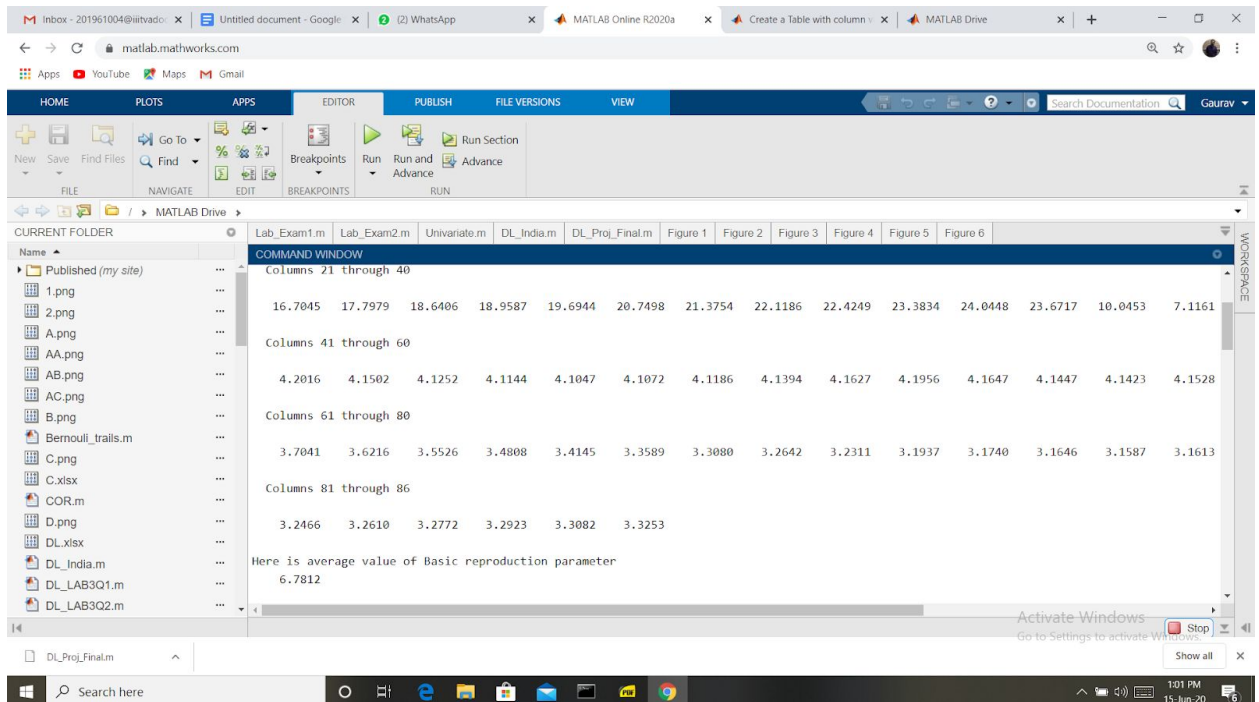 Inbox - 201961004@iiitvadoc
Untitled document - Google
(2) WhatsApp
MATLAB Online R2020a
Create a Table with column v
MATLAB Drive
matlab.mathworks.com
Apps YouTube Maps Gmail
HOME PLOTS APPS EDITOR PUBLISH FILE VERSIONS VIEW Search Documentation Gaurav
New Save Find Files Go To Find Breakpoints Run Run and Advance Run Section Advance
FILE NAVIGATE EDIT BREAKPOINTS RUN
/ › MATLAB Drive ›
CURRENT FOLDER
Name
Published (my site)
1.png
2.png
A.png
AA.png
AB.png
AC.png
B.png
Bernouli_trails.m
C.png
C.xlsx
COR.m
D.png
DL.xlsx
DL_India.m
DL_LAB3Q1.m
DL_LAB3Q2.m
Lab_Exam1.m Lab_Exam2.m Univariate.m DL_India.m DL_Proj_Final.m Figure 1 Figure 2 Figure 3 Figure 4 Figure 5 Figure 6
COMMAND WINDOW
Columns 21 through 40
16.7045 17.7979 18.6406 18.9587 19.6944 20.7498 21.3754 22.1186 22.4249 23.3834 24.0448 23.6717 10.0453 7.1161
Columns 41 through 60
4.2016 4.1502 4.1252 4.1144 4.1047 4.1072 4.1186 4.1394 4.1627 4.1956 4.1647 4.1447 4.1423 4.1528
Columns 61 through 80
3.7041 3.6216 3.5526 3.4808 3.4145 3.3589 3.3080 3.2642 3.2311 3.1937 3.1740 3.1646 3.1587 3.1613
Columns 81 through 86
3.2466 3.2610 3.2772 3.2923 3.3082 3.3253
Here is average value of Basic reproduction parameter
6.7812
WORKSPACE
Activate Windows
Go to Settings to activate Windows.
Stop
DL_Proj_Final.m
Show all
Search here
PDF
1:01 PM
15-Jun-20
6